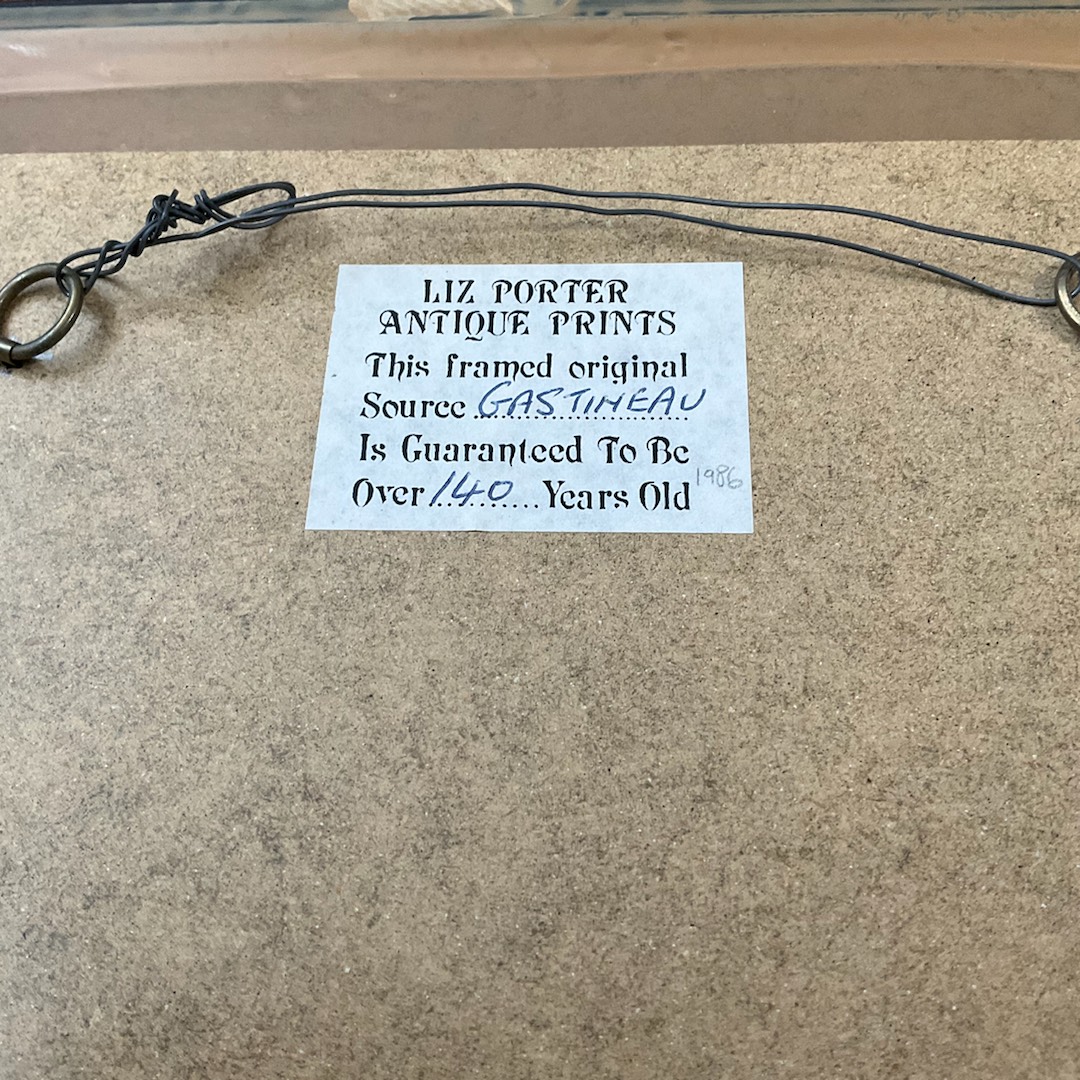 LIZ PORTER
ANTIQUE PRINTS
This framed original
Source GASTINEAU
Is Guaranteed To Be
Over 140 Years Old 1986